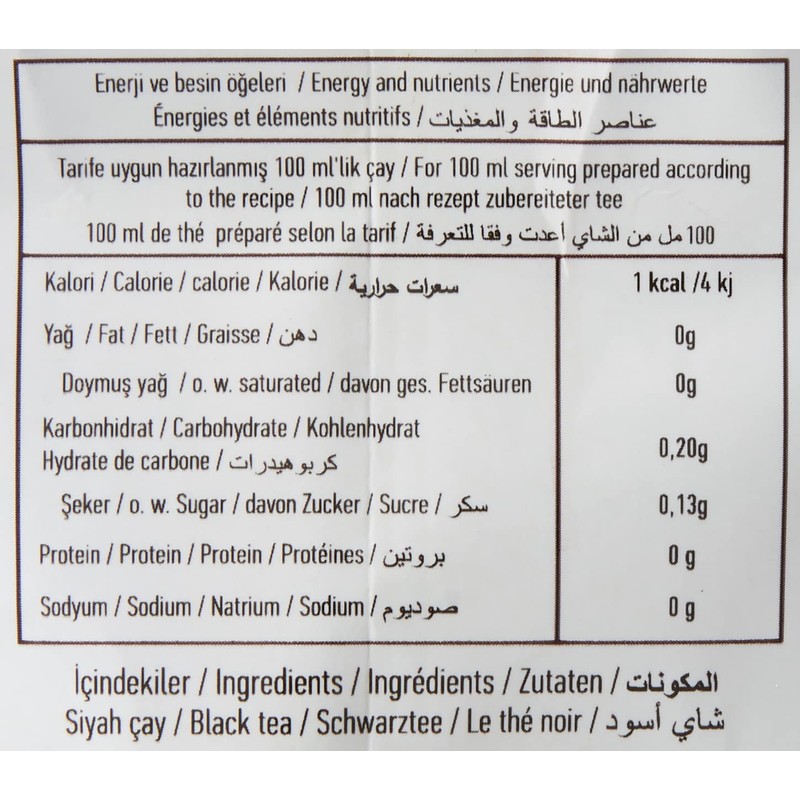 Enerji ve besin öğeleri / Energy and nutrients / Energie und nährwerte
Énergies et éléments nutritifs / عناصر الطاقة والمغذيات
Tarife uygun hazırlanmış 100 ml'lik çay / For 100 ml serving prepared according
to the recipe / 100 ml nach rezept zubereiteter tee
100 ml de thé préparé selon la tarif / 100 مل من الشاي أعدت وفقا للتعرفة
Kalori / Calorie / calorie / Kalorie / سعرات حرارية 1 kcal /4 kj
Yağ / Fat / Fett / Graisse / دهن 0g
Doymuş yağ / o. w. saturated / davon ges. Fettsäuren 0g
Karbonhidrat / Carbohydrate / Kohlenhydrat
Hydrate de carbone / كربوهيدرات 0,20g
Şeker / o. w. Sugar / davon Zucker / Sucre / سكر 0,13g
Protein / Protein / Protein / Protéines / بروتين 0 g
Sodyum / Sodium / Natrium / Sodium / صوديوم 0 g
İçindekiler / Ingredients / Ingrédients / Zutaten / المكونات
Siyah çay / Black tea / Schwarztee / Le thé noir / شاي أسود